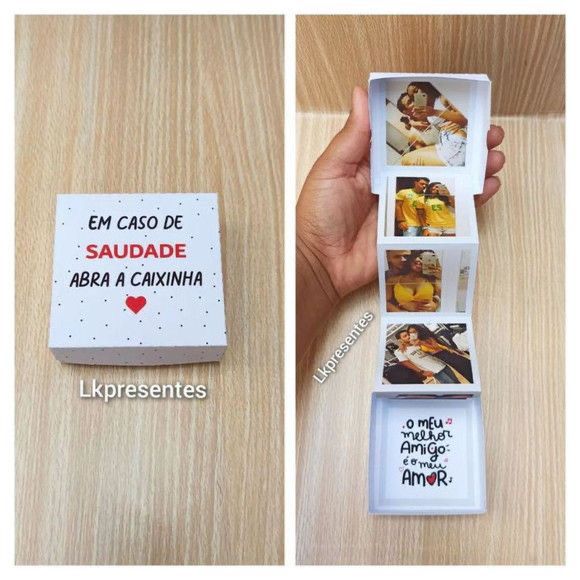 EM CASO DE
SAUDADE
ABRA A CAIXINHA
Lkpresentes
Lkpresentes
O MEU
melhor
AMIGO
é o meu
AMOR